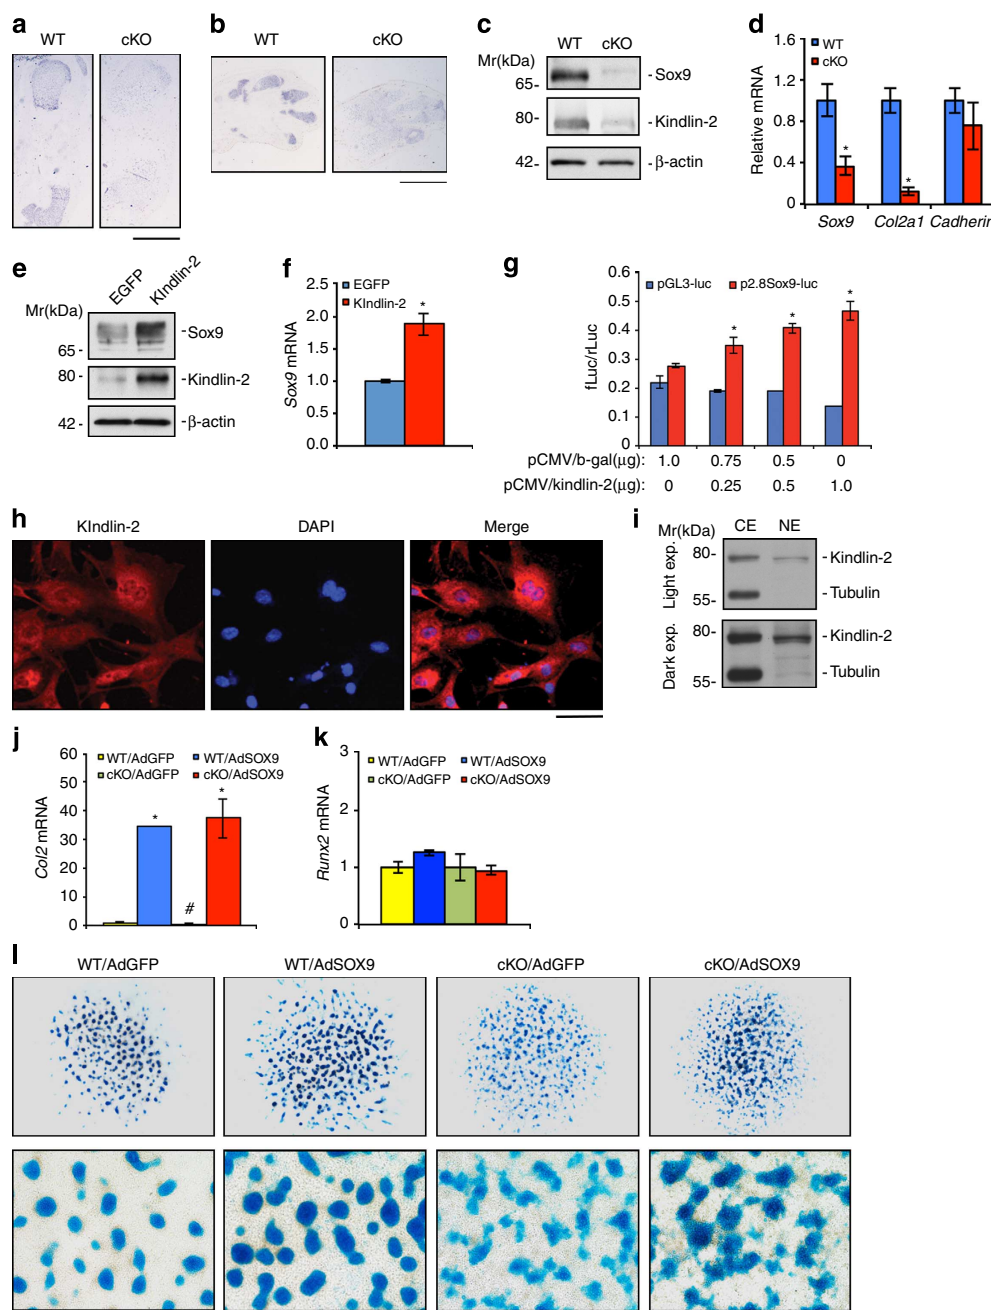 a
WT cKO
b
WT cKO
c
Mr(kDa) WT cKO
65- -Sox9
80- -Kindlin-2
42- -β-actin
d
Relative mRNA
1.6
1.2
0.8
0.4
0
WT
cKO
* *
Sox9 Col2a1 Cadherin
e
Mr(kDa) EGFP KIndlin-2
-Sox9
65-
80- -Kindlin-2
42- -β-actin
f
Sox9 mRNA
2.5
2.0
1.5
1.0
0.5
0.0
EGFP
KIndlin-2
*
g
fLuc/rLuc
0.6
0.5
0.4
0.3
0.2
0.1
0
pGL3-luc p2.8Sox9-luc
* * *
pCMV/b-gal(μg): 1.0 0.75 0.5 0
pCMV/kindlin-2(μg): 0 0.25 0.5 1.0
h
KIndlin-2 DAPI Merge
i
Mr(kDa) CE NE
Light exp.
80- -Kindlin-2
55- -Tubulin
Dark exp.
80- -Kindlin-2
55- -Tubulin
j
Col2 mRNA
60
50
40
30
20
10
0
WT/AdGFP WT/AdSOX9
cKO/AdGFP cKO/AdSOX9
* # *
k
Runx2 mRNA
3
2
1
0
WT/AdGFP WT/AdSOX9
cKO/AdGFP cKO/AdSOX9
l
WT/AdGFP WT/AdSOX9 cKO/AdGFP cKO/AdSOX9